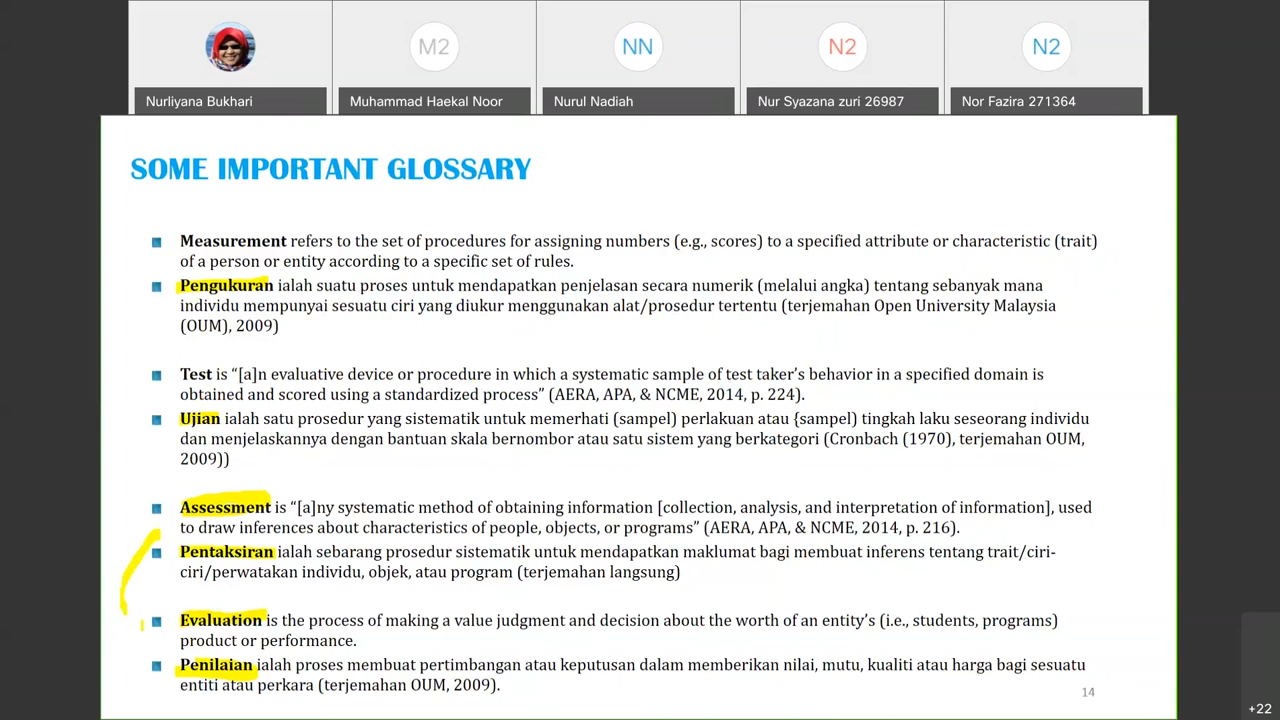 M2
NN
N2
N2
Nurliyana Bukhari
Muhammad Haekal Noor
Nurul Nadiah
Nur Syazana zuri 26987
Nor Fazira 271364
SOME IMPORTANT GLOSSARY
Measurement refers to the set of procedures for assigning numbers (e.g., scores) to a specified attribute or characteristic (trait)
of a person or entity according to a specific set of rules.
Pengukuran ialah suatu proses untuk mendapatkan penjelasan secara numerik (melalui angka) tentang sebanyak mana
individu mempunyai sesuatu ciri yang diukur menggunakan alat/prosedur tertentu (terjemahan Open University Malaysia
(OUM), 2009)
Test is “[a]n evaluative device or procedure in which a systematic sample of test taker’s behavior in a specified domain is
obtained and scored using a standardized process” (AERA, APA, & NCME, 2014, p. 224).
Ujian ialah satu prosedur yang sistematik untuk memerhati (sampel) perlakuan atau {sampel) tingkah laku seseorang individu
dan menjelaskannya dengan bantuan skala bernombor atau satu sistem yang berkategori (Cronbach (1970), terjemahan OUM,
2009))
Assessment is “[a]ny systematic method of obtaining information [collection, analysis, and interpretation of information], used
to draw inferences about characteristics of people, objects, or programs” (AERA, APA, & NCME, 2014, p. 216).
Pentaksiran ialah sebarang prosedur sistematik untuk mendapatkan maklumat bagi membuat inferens tentang trait/ciri-
ciri/perwatakan individu, objek, atau program (terjemahan langsung)
Evaluation is the process of making a value judgment and decision about the worth of an entity’s (i.e., students, programs)
product or performance.
Penilaian ialah proses membuat pertimbangan atau keputusan dalam memberikan nilai, mutu, kualiti atau harga bagi sesuatu
entiti atau perkara (terjemahan OUM, 2009).
14
+22